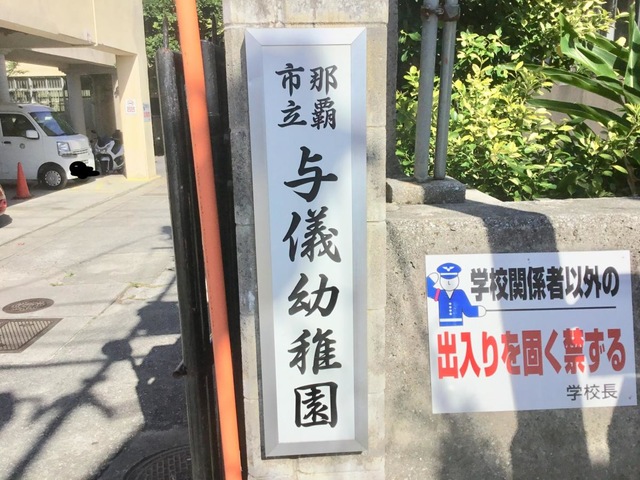 那覇
市立
与儀幼稚園
学校関係者以外の
出入りを固く禁ずる
学校長